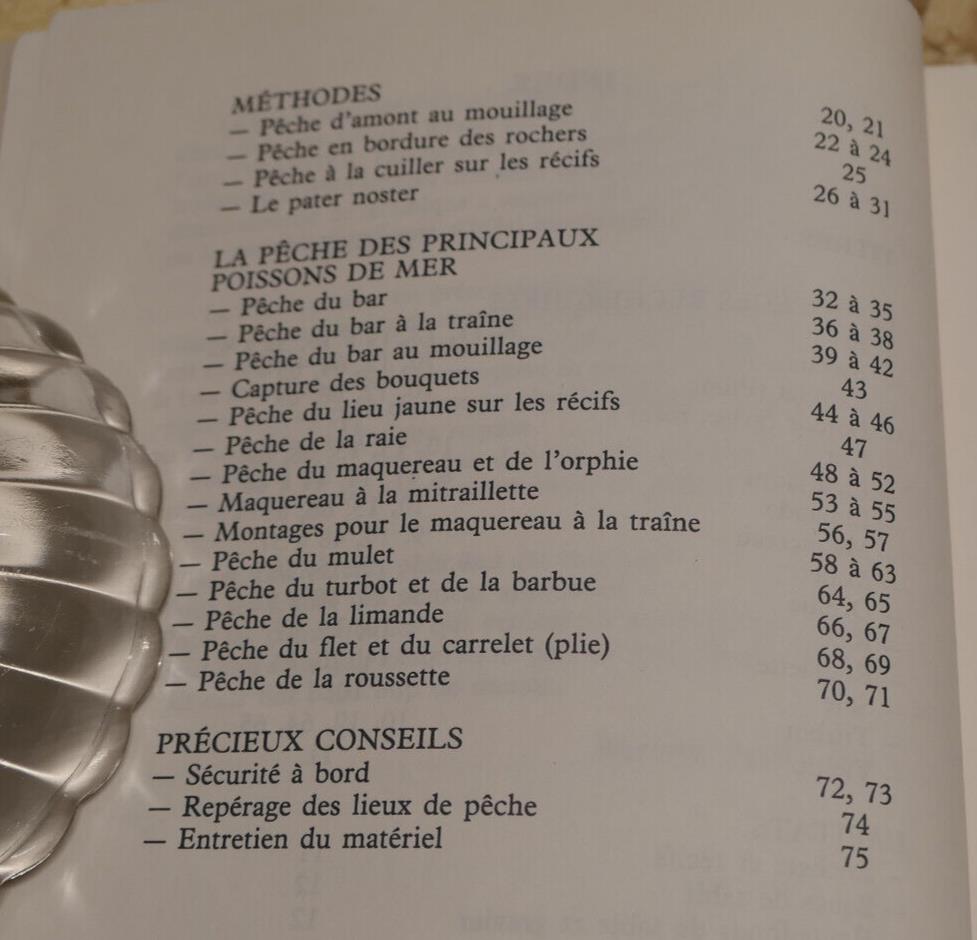 MÉTHODES
— Pêche d'amont au mouillage 20, 21
— Pêche en bordure des rochers 22 à 24
— Pêche à la cuiller sur les récifs 25
— Le pater noster 26 à 31
LA PÊCHE DES PRINCIPAUX
POISSONS DE MER
— Pêche du bar 32 à 35
— Pêche du bar à la traîne 36 à 38
— Pêche du bar au mouillage 39 à 42
— Capture des bouquets 43
— Pêche du lieu jaune sur les récifs 44 à 46
— Pêche de la raie 47
— Pêche du maquereau et de l'orphie 48 à 52
— Maquereau à la mitraillette 53 à 55
— Montages pour le maquereau à la traîne 56, 57
— Pêche du mulet 58 à 63
— Pêche du turbot et de la barbue 64, 65
— Pêche de la limande 66, 67
— Pêche du flet et du carrelet (plie) 68, 69
— Pêche de la roussette 70, 71
PRÉCIEUX CONSEILS
— Sécurité à bord 72, 73
— Repérage des lieux de pêche 74
— Entretien du matériel 75